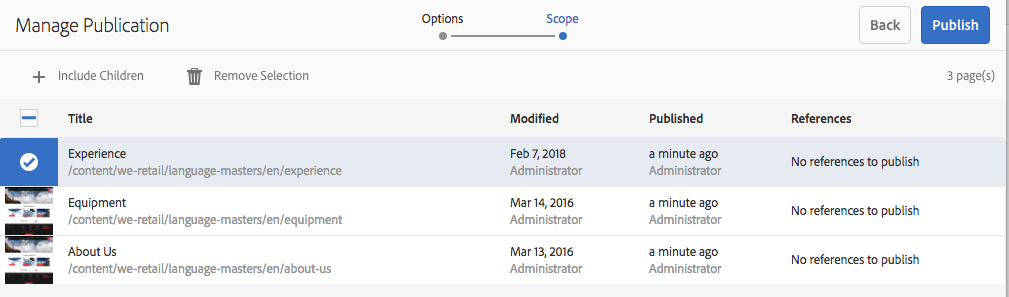 Manage Publication
Options Scope
Back Publish
Include Children Remove Selection 3 page(s)
Title Modified Published References
Experience Feb 7, 2018 a minute ago No references to publish
/content/we-retail/language-masters/en/experience Administrator Administrator
Equipment Mar 14, 2016 a minute ago No references to publish
/content/we-retail/language-masters/en/equipment Administrator Administrator
About Us Mar 13, 2016 a minute ago No references to publish
/content/we-retail/language-masters/en/about-us Administrator Administrator